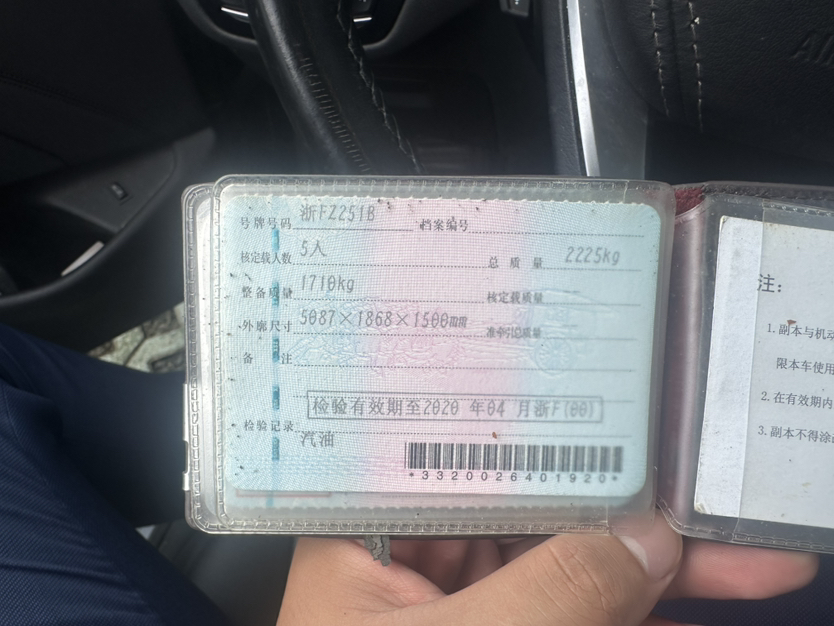 号牌号码 浙FZ251B 档案编号
核定载人数 5人 总质量 2225kg
整备质量 1710kg 核定载质量
外廓尺寸 5087×1868×1500mm 准牵引总质量
备注
检验有效期至2020 年04 月浙F(00)
检验记录
汽油
*3320026401920*
注:
1.副本与机动
限本车使用
2.在有效期内
3.副本不得涂